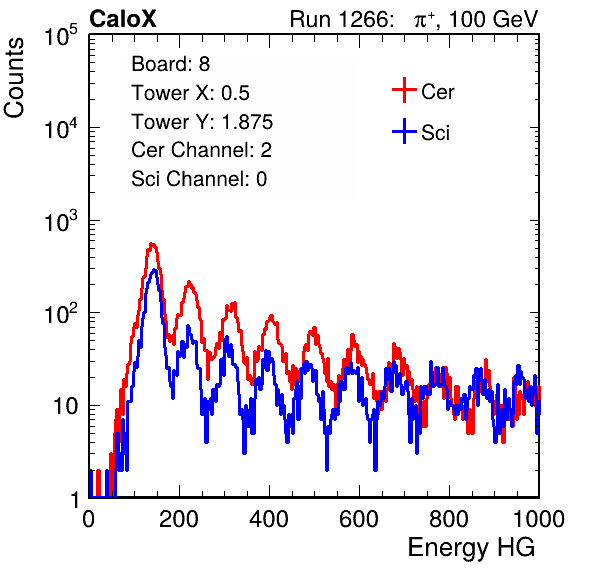 CaloX Run 1266: π⁺, 100 GeV
Counts
Board: 8
Tower X: 0.5
Tower Y: 1.875
Cer Channel: 2
Sci Channel: 0
Cer
Sci
10⁵
10⁴
10³
10²
10
1
0 200 400 600 800 1000
Energy HG